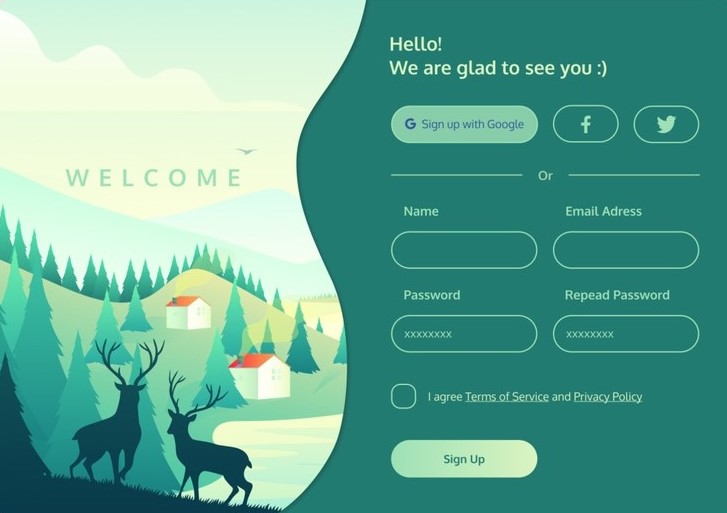 WELCOME
Hello!
We are glad to see you :)
G Sign up with Google
Or
Name
Email Adress
Password
Repead Password
xxxxxxxx
xxxxxxxx
I agree Terms of Service and Privacy Policy
Sign Up